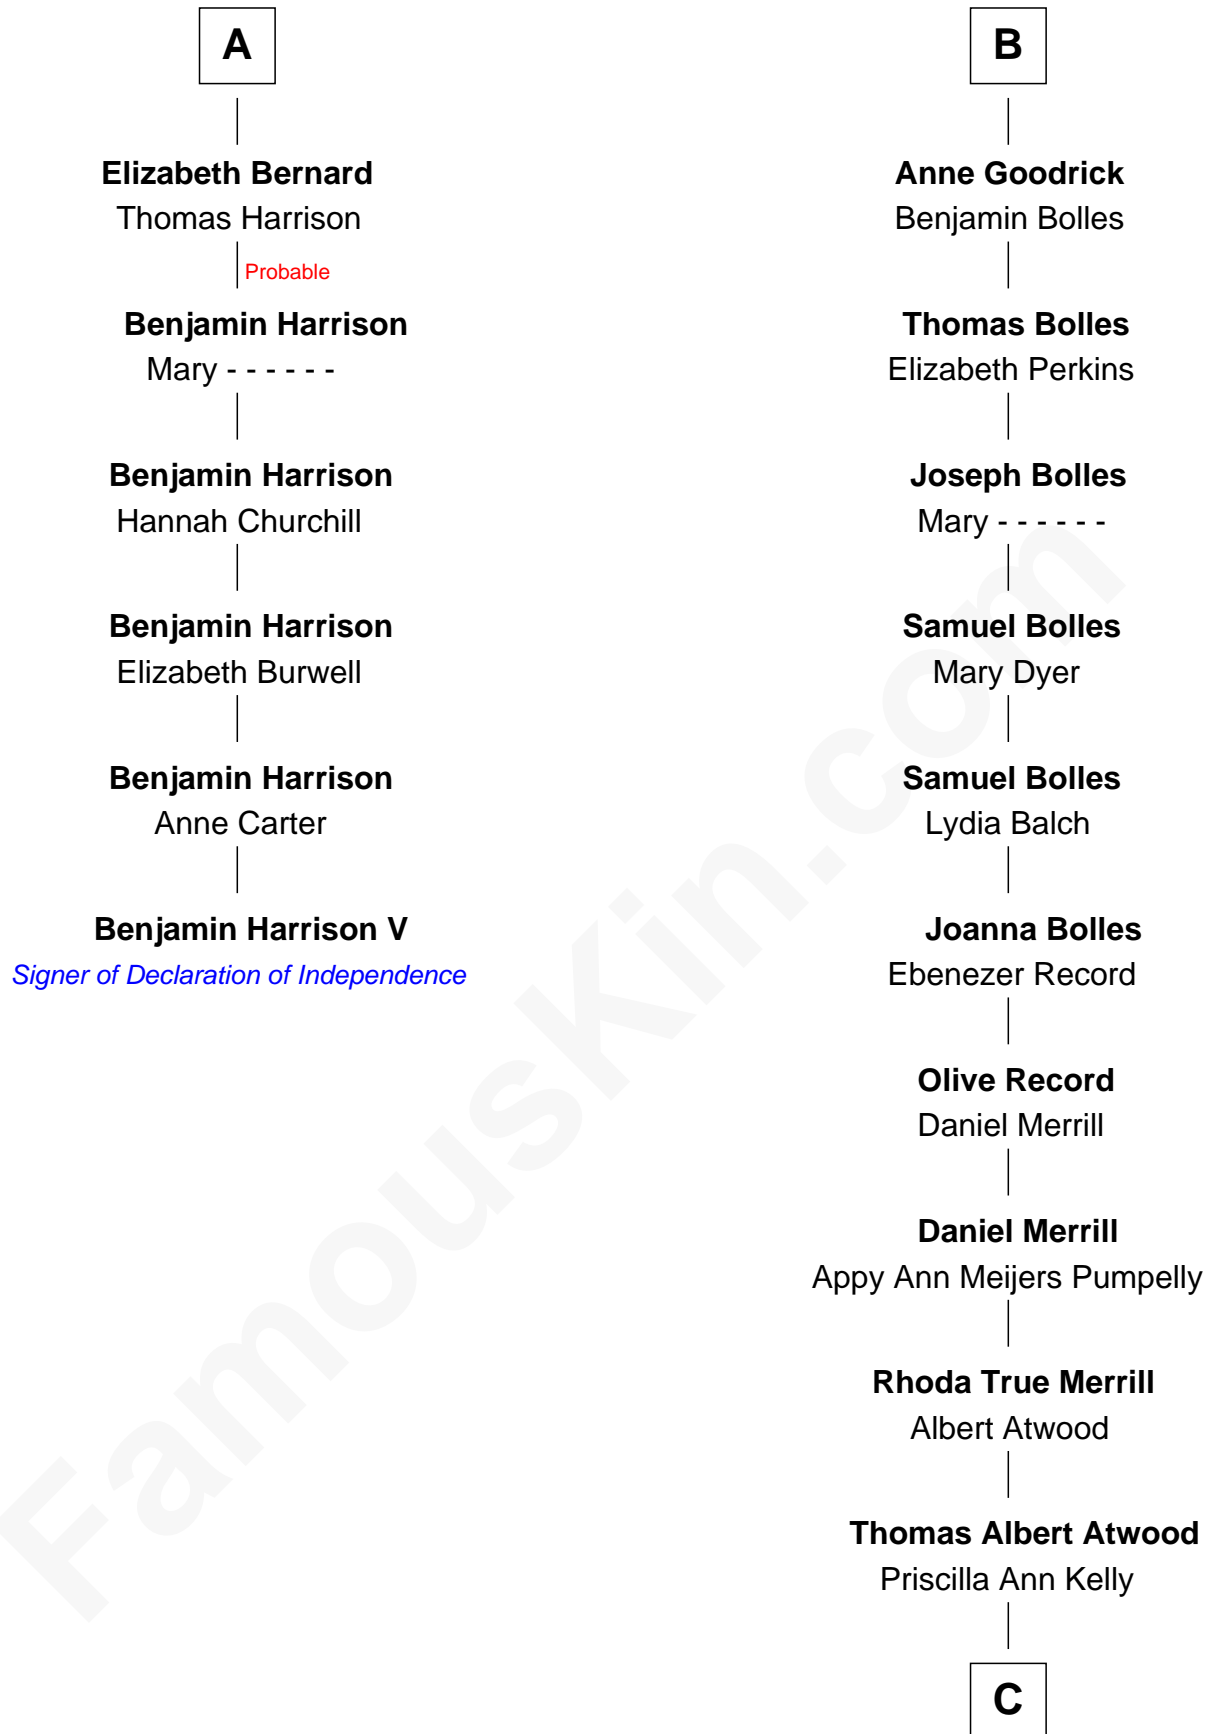 A
Elizabeth Bernard
Thomas Harrison
Probable
Benjamin Harrison
Mary - - - - - -
Benjamin Harrison
Hannah Churchill
Benjamin Harrison
Elizabeth Burwell
Benjamin Harrison
Anne Carter
Benjamin Harrison V
Signer of Declaration of Independence
B
Anne Goodrick
Benjamin Bolles
Thomas Bolles
Elizabeth Perkins
Joseph Bolles
Mary - - - - - -
Samuel Bolles
Mary Dyer
Samuel Bolles
Lydia Balch
Joanna Bolles
Ebenezer Record
Olive Record
Daniel Merrill
Daniel Merrill
Appy Ann Meijers Pumpelly
Rhoda True Merrill
Albert Atwood
Thomas Albert Atwood
Priscilla Ann Kelly
C
FamousKin.com